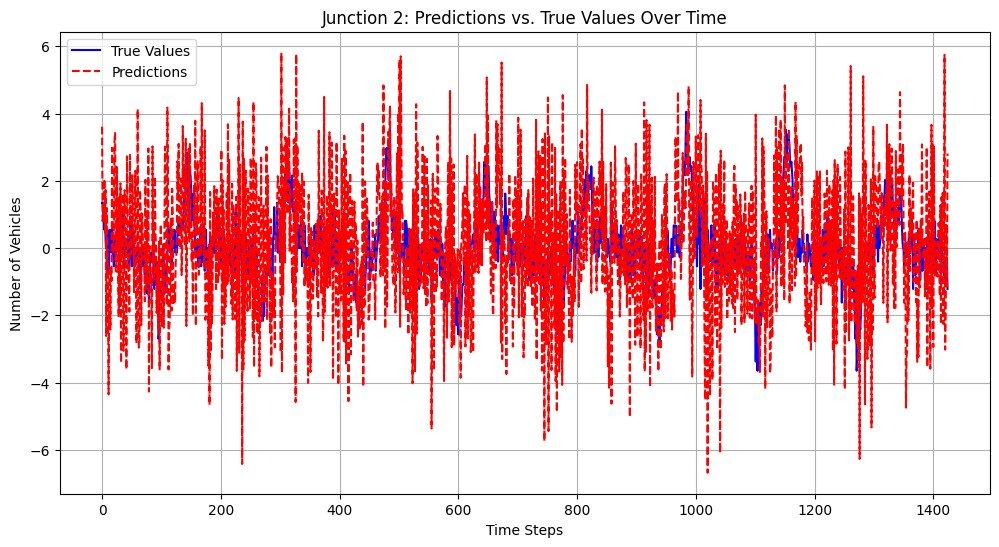 Junction 2: Predictions vs. True Values Over Time
True Values
Predictions
Number of Vehicles
6
4
2
0
−2
−4
−6
0 200 400 600 800 1000 1200 1400
Time Steps